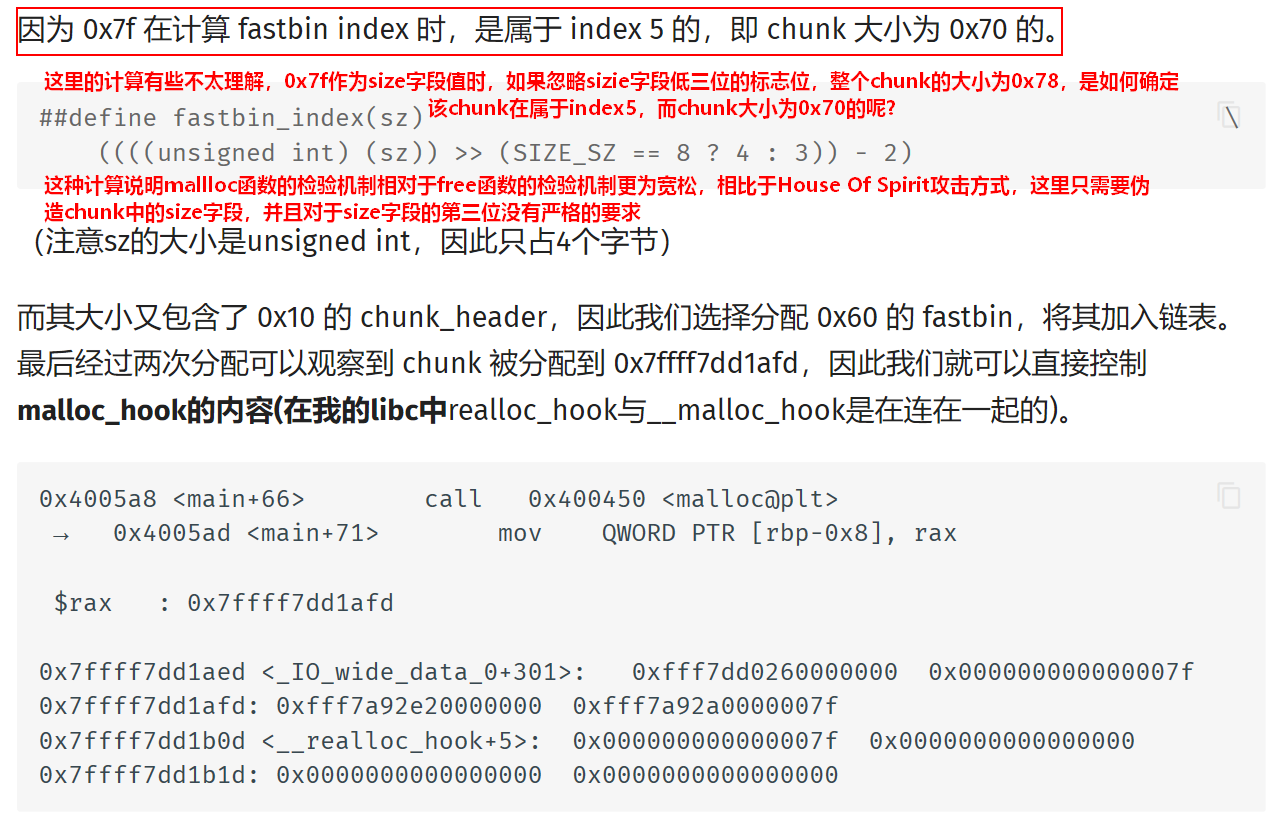 因为 0x7f 在计算 fastbin index 时，是属于 index 5 的，即 chunk 大小为 0x70 的。
这里的计算有些不太理解，0x7f作为size字段值时，如果忽略sizie字段低三位的标志位，整个chunk的大小为0x78，是如何确定
该chunk在属于index5，而chunk大小为0x70的呢?
##define fastbin_index(sz) \
((((unsigned int) (sz)) >> (SIZE_SZ == 8 ? 4 : 3)) - 2)
这种计算说明mallloc函数的检验机制相对于free函数的检验机制更为宽松，相比于House Of Spirit攻击方式，这里只需要伪
造chunk中的size字段，并且对于size字段的第三位没有严格的要求
（注意sz的大小是unsigned int，因此只占4个字节）
而其大小又包含了 0x10 的 chunk_header，因此我们选择分配 0x60 的 fastbin，将其加入链表。
最后经过两次分配可以观察到 chunk 被分配到 0x7ffff7dd1afd，因此我们就可以直接控制
malloc_hook的内容(在我的libc中realloc_hook与__malloc_hook是在连在一起的)。
0x4005a8 <main+66> call 0x400450 <malloc@plt>
→ 0x4005ad <main+71> mov QWORD PTR [rbp-0x8], rax
$rax : 0x7ffff7dd1afd
0x7ffff7dd1aed <_IO_wide_data_0+301>: 0xfff7dd0260000000 0x000000000000007f
0x7ffff7dd1afd: 0xfff7a92e20000000 0xfff7a92a0000007f
0x7ffff7dd1b0d <__realloc_hook+5>: 0x000000000000007f 0x0000000000000000
0x7ffff7dd1b1d: 0x0000000000000000 0x0000000000000000